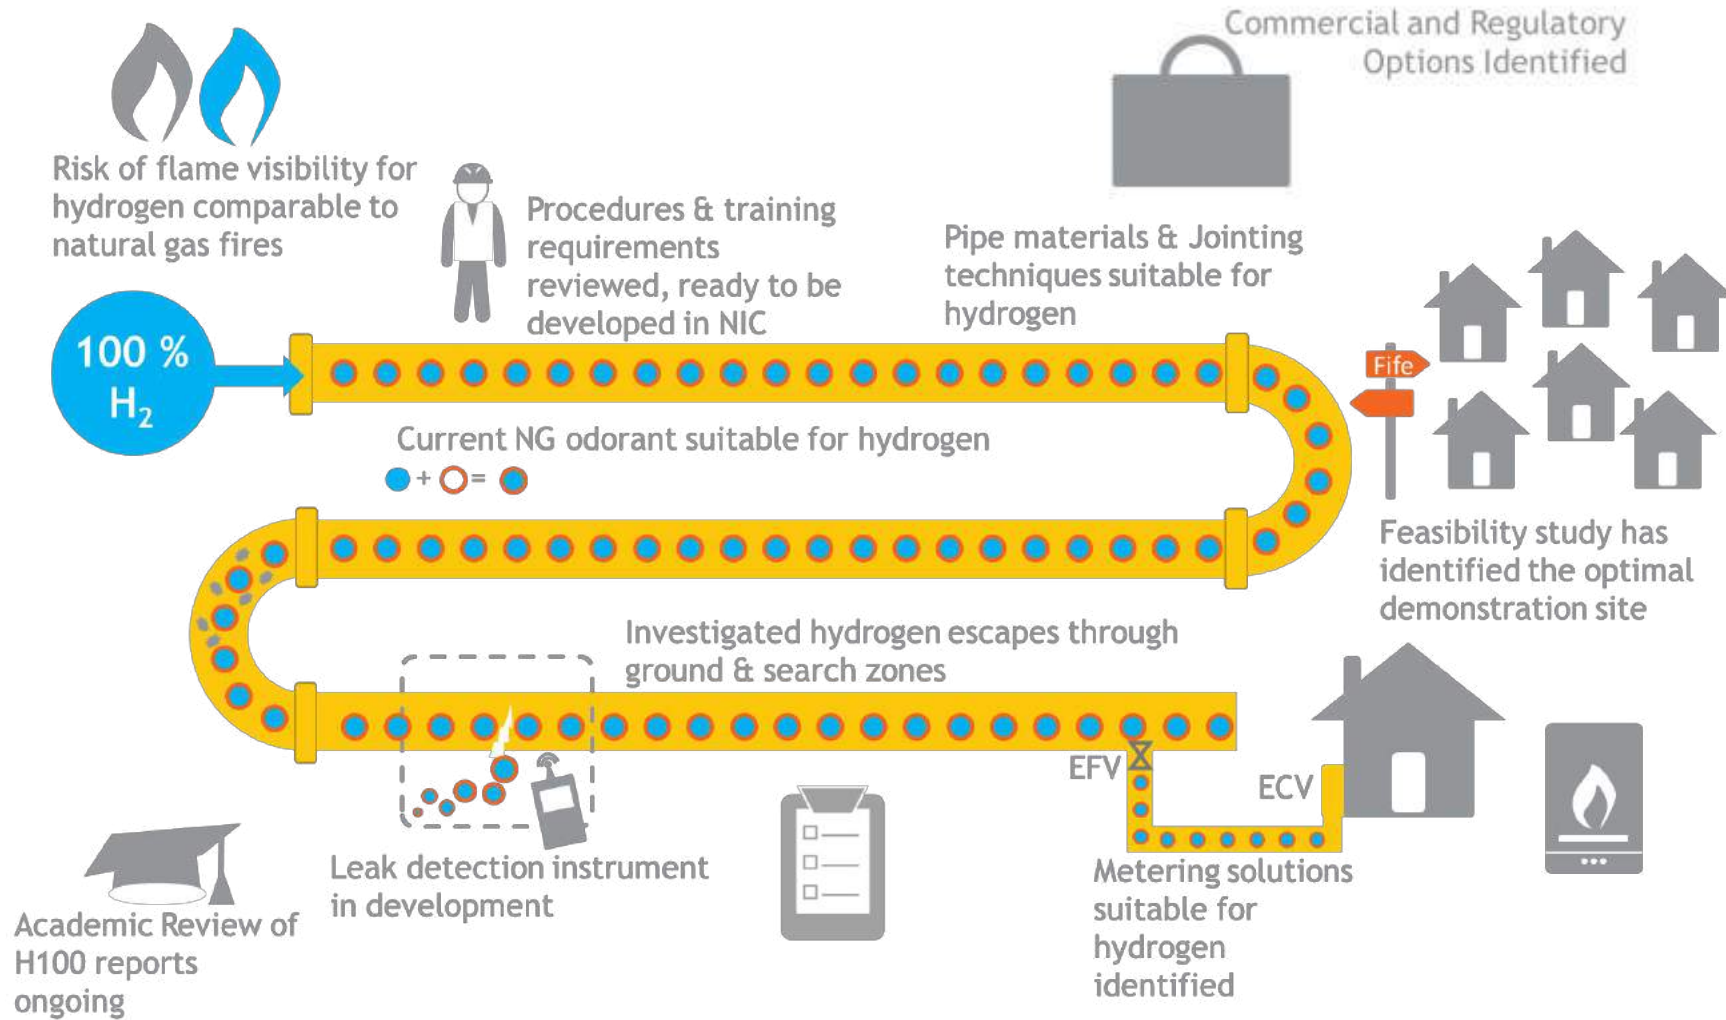 Commercial and Regulatory
Options Identified
Risk of flame visibility for
hydrogen comparable to
natural gas fires
Procedures & training
requirements
reviewed, ready to be
developed in NIC
Pipe materials & Jointing
techniques suitable for
hydrogen
100 %
H₂
Fife
Current NG odorant suitable for hydrogen
+ =
Feasibility study has
identified the optimal
demonstration site
Investigated hydrogen escapes through
ground & search zones
EFV
ECV
Leak detection instrument
in development
Metering solutions
suitable for
hydrogen
identified
Academic Review of
H100 reports
ongoing